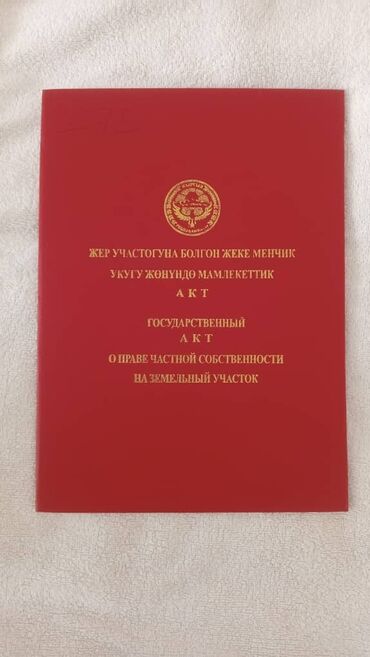 ЖЕР УЧАСТОГУНА БОЛГОН ЖЕКЕ МЕНЧИК
УКУГУ ЖӨНҮНДӨ МАМЛЕКЕТТИК
АКТ
ГОСУДАРСТВЕННЫЙ
АКТ
О ПРАВЕ ЧАСТНОЙ СОБСТВЕННОСТИ
НА ЗЕМЕЛЬНЫЙ УЧАСТОК